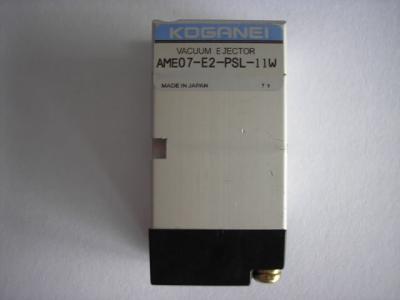 KOGANEI
VACUUM EJECTOR
AME07-E2-PSL-11W
MADE IN JAPAN